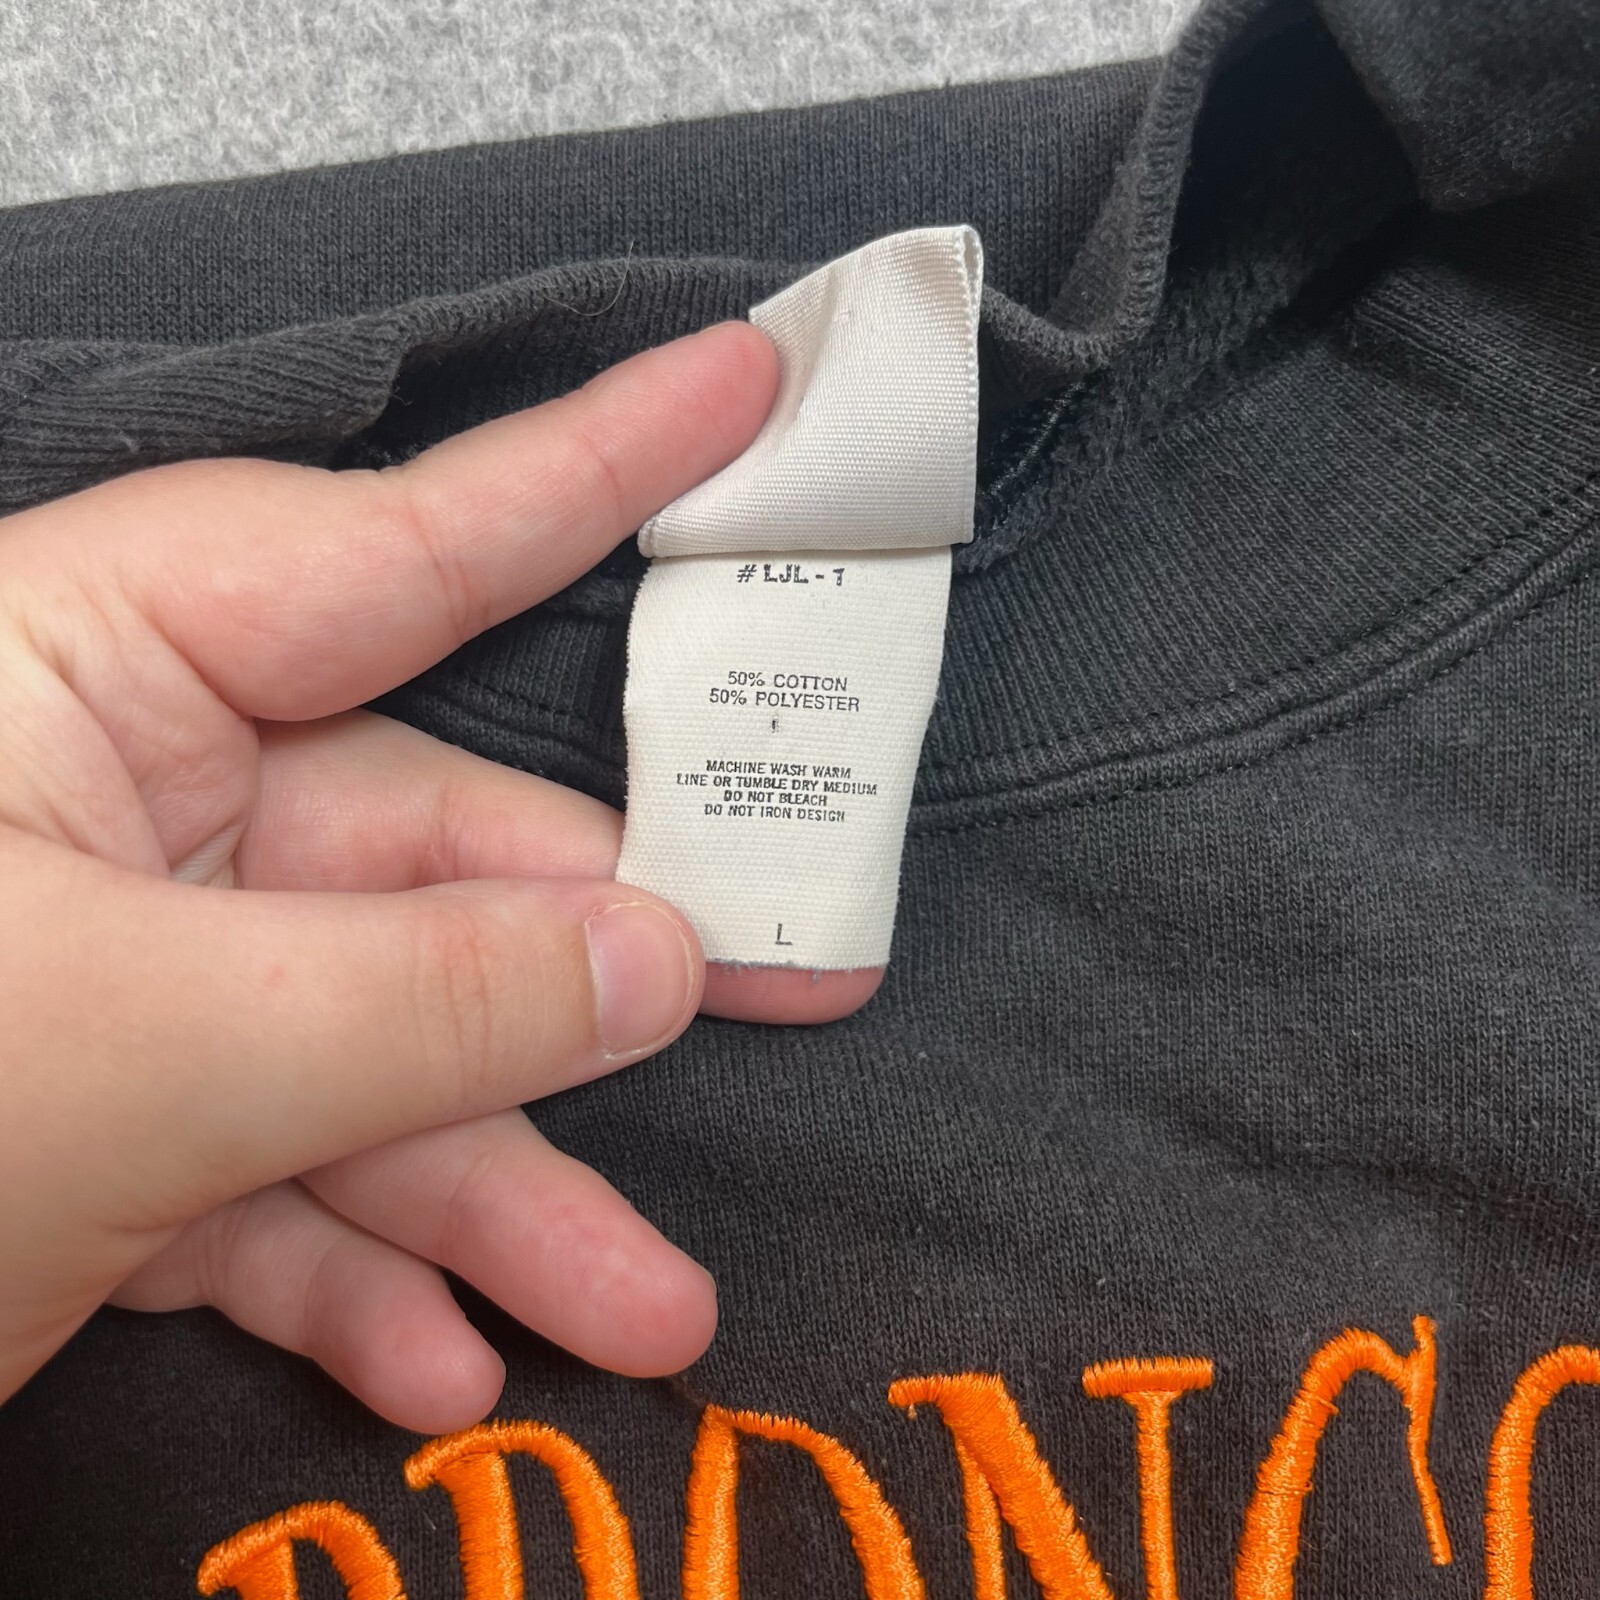 #LJL-1
50% COTTON
50% POLYESTER
MACHINE WASH WARM
LINE OR TUMBLE DRY MEDIUM
DO NOT BLEACH
DO NOT IRON DESIGN
L
BRONCO